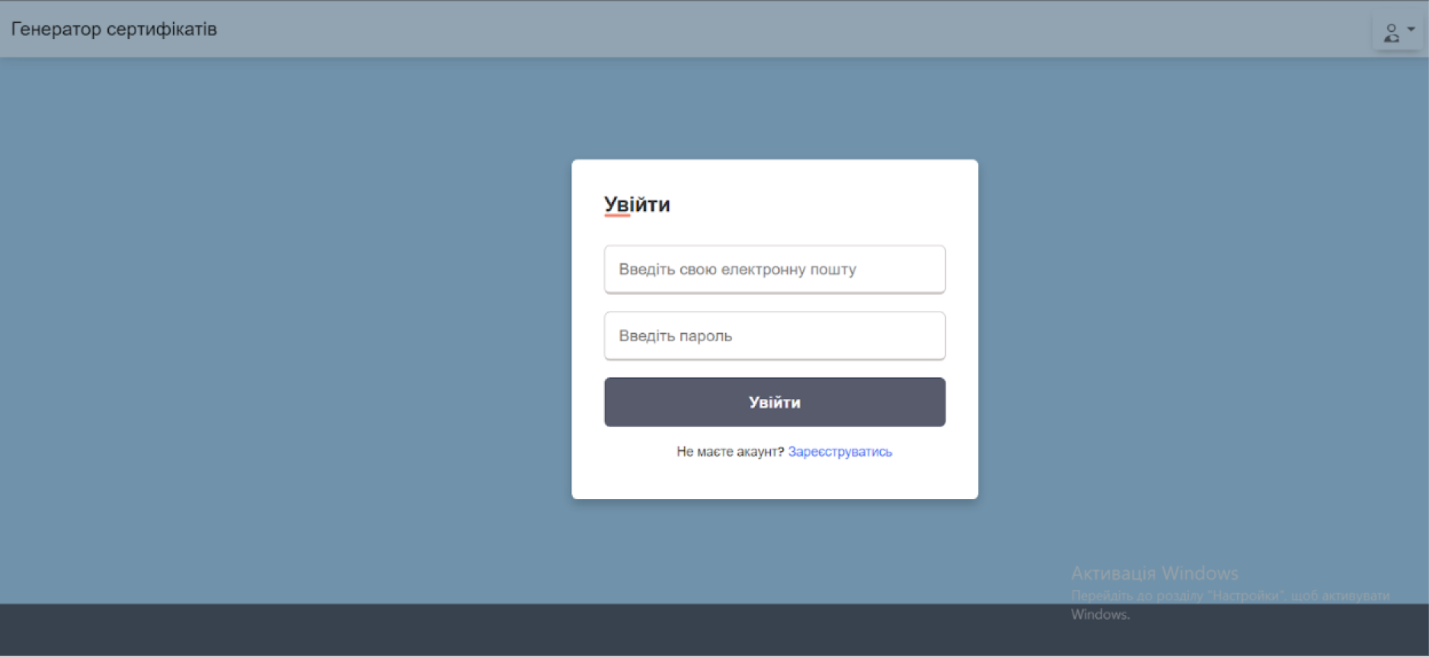 Генератор сертифікатів
Увійти
Введіть свою електронну пошту
Введіть пароль
Увійти
Не маєте акаунт? Зареєструватись
Активація Windows
Перейдіть до розділу "Настройки", щоб активувати
Windows.